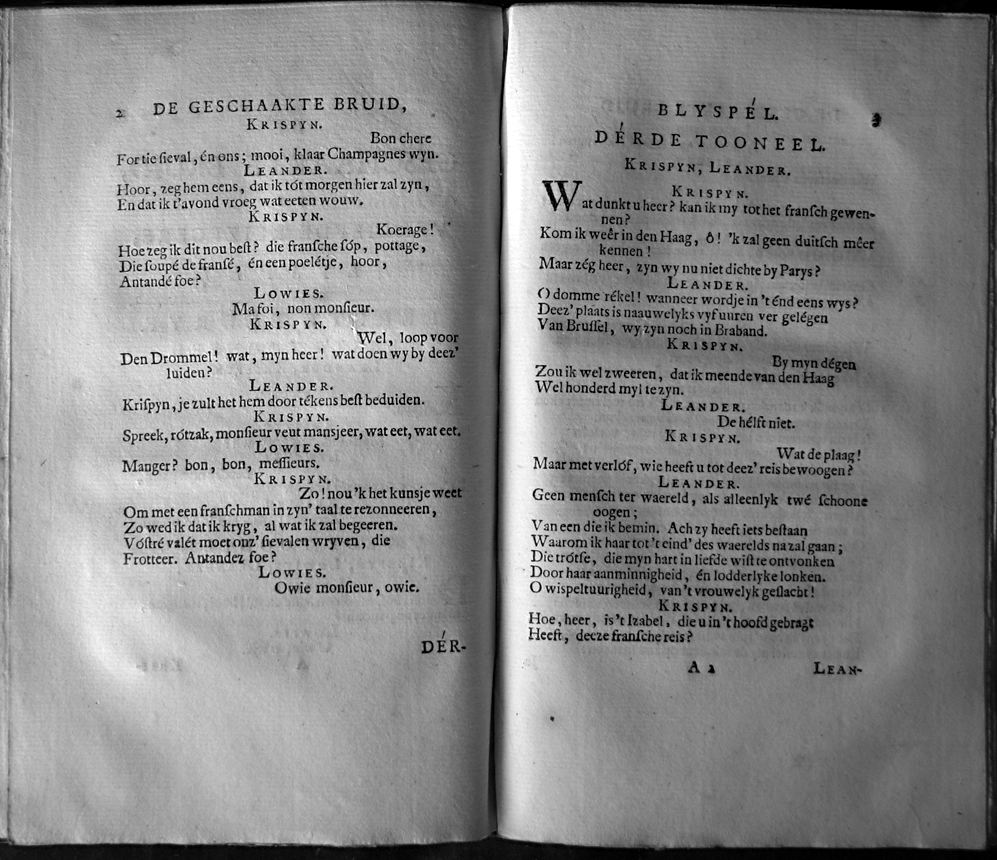 2 DE GESCHAAKTE BRUID,
KRISPYN.
Bon chere
For tie ſieval, én ons; mooi, klaar Champagnes wyn.
LEANDER.
Hoor, zeg hem eens, dat ik tót morgen hier zal zyn,
En dat ik t'avond vroeg wat eeten wouw.
KRISPYN.
Koerage!
Hoe zeg ik dit nou beſt? die franſche ſóp, pottage,
Die ſoupé de franſé, én een poelétje, hoor,
Antandé foe?
LOWIES.
Ma foi, non monſieur.
KRISPYN.
Wel, loop voor
Den Drommel! wat, myn heer! wat doen wy by deez'
luiden?
LEANDER.
Kriſpyn, je zult het hem door tékens beſt beduiden.
KRISPYN.
Spreek, rótzak, monſieur veut mansjeer, wat eet, wat eet.
LOWIES.
Manger? bon, bon, meſſieurs.
KRISPYN.
Zo! nou 'k het kunsje weet
Om met een franſchman in zyn' taal te rezonneeren,
Zo wed ik dat ik kryg, al wat ik zal begeeren.
Vóſtré valét moet onz' ſievalen wryven, die
Frotteer. Antandez foe?
LOWIES.
Owie monſieur, owie.
DÉR-
BLYSPÉL. 3
DÉRDE TOONEEL.
KRISPYN, LEANDER.
KRISPYN.
Wat dunkt u heer? kan ik my tot het franſch gewen-
nen?
Kom ik weêr in den Haag, ô! 'k zal geen duitſch mêer
kennen!
Maar zég heer, zyn wy nu niet dichte by Parys?
LEANDER.
O domme rékel! wanneer wordje in 't énd eens wys?
Deez' plaats is naauwelyks vyf uuren ver gelégen
Van Bruſſel, wy zyn noch in Braband.
KRISPYN.
By myn dégen
Zou ik wel zweeren, dat ik meende van den Haag
Wel honderd myl te zyn.
LEANDER.
De hélft niet.
KRISPYN.
Wat de plaag!
Maar met verlóf, wie heeft u tot deez' reis bewoogen?
LEANDER.
Geen menſch ter waereld, als alleenlyk twé ſchoone
oogen;
Van een die ik bemin. Ach zy heeft iets beſtaan
Waarom ik haar tot 't eind' des waerelds na zal gaan;
Die trótſe, die myn hart in liefde wiſt te ontvonken
Door haar aanminnigheid, én lodderlyke lonken.
O wispeltuurigheid, van 't vrouwelyk geſlacht!
KRISPYN.
Hoe, heer, is 't Izabel, die u in 't hoofd gebragt
Heeft, deeze franſche reis?
A 2 LEAN-